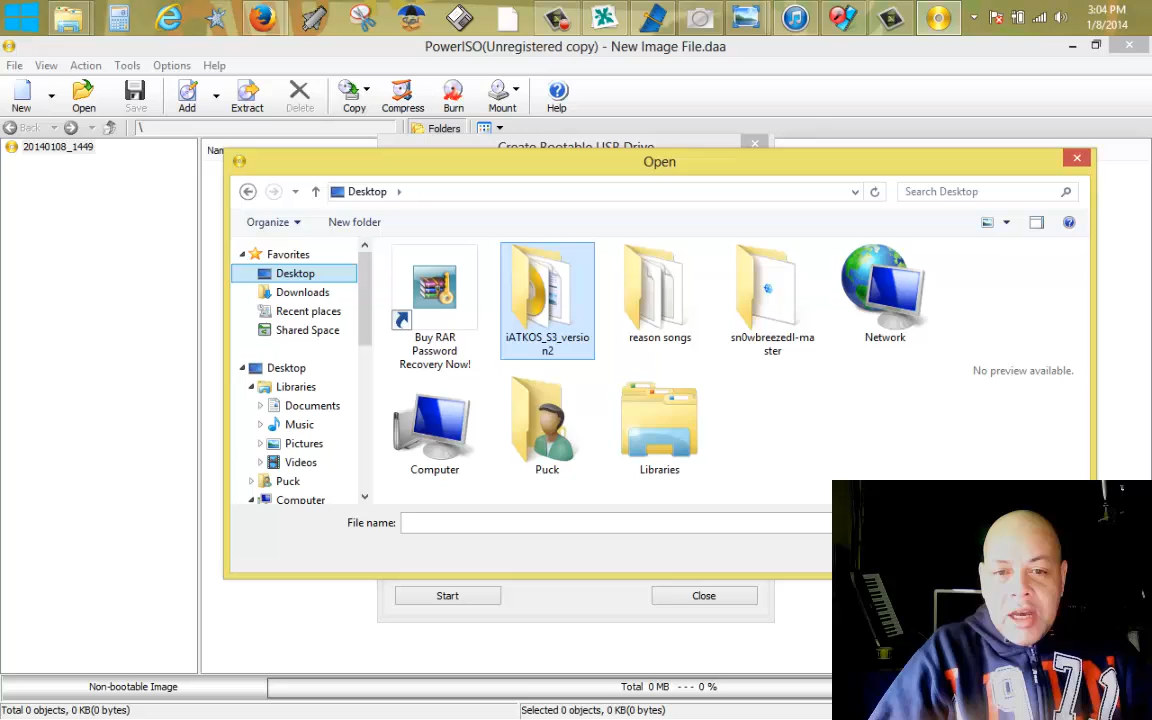 3:04 PM
1/8/2014
PowerISO(Unregistered copy) - New Image File.daa
File View Action Tools Options Help
New Open Save Add Extract Delete Copy Compress Burn Mount Help
Back \ Folders
20140108_1449
Nam
Create Bootable USB Drive
Open
Desktop
Search Desktop
Organize New folder
Favorites
Desktop
Downloads
Recent places
Shared Space
Desktop
Libraries
Documents
Music
Pictures
Videos
Puck
Computer
Buy RAR
Password
Recovery Now!
iATKOS_S3_versio
n2
reason songs
sn0wbreezedl-ma
ster
Network
Computer
Puck
Libraries
No preview available.
File name:
Start Close
1971
Non-bootable Image Total 0 MB --- 0 %
Total 0 objects, 0 KB(0 bytes) Selected 0 objects, 0 KB(0 bytes)